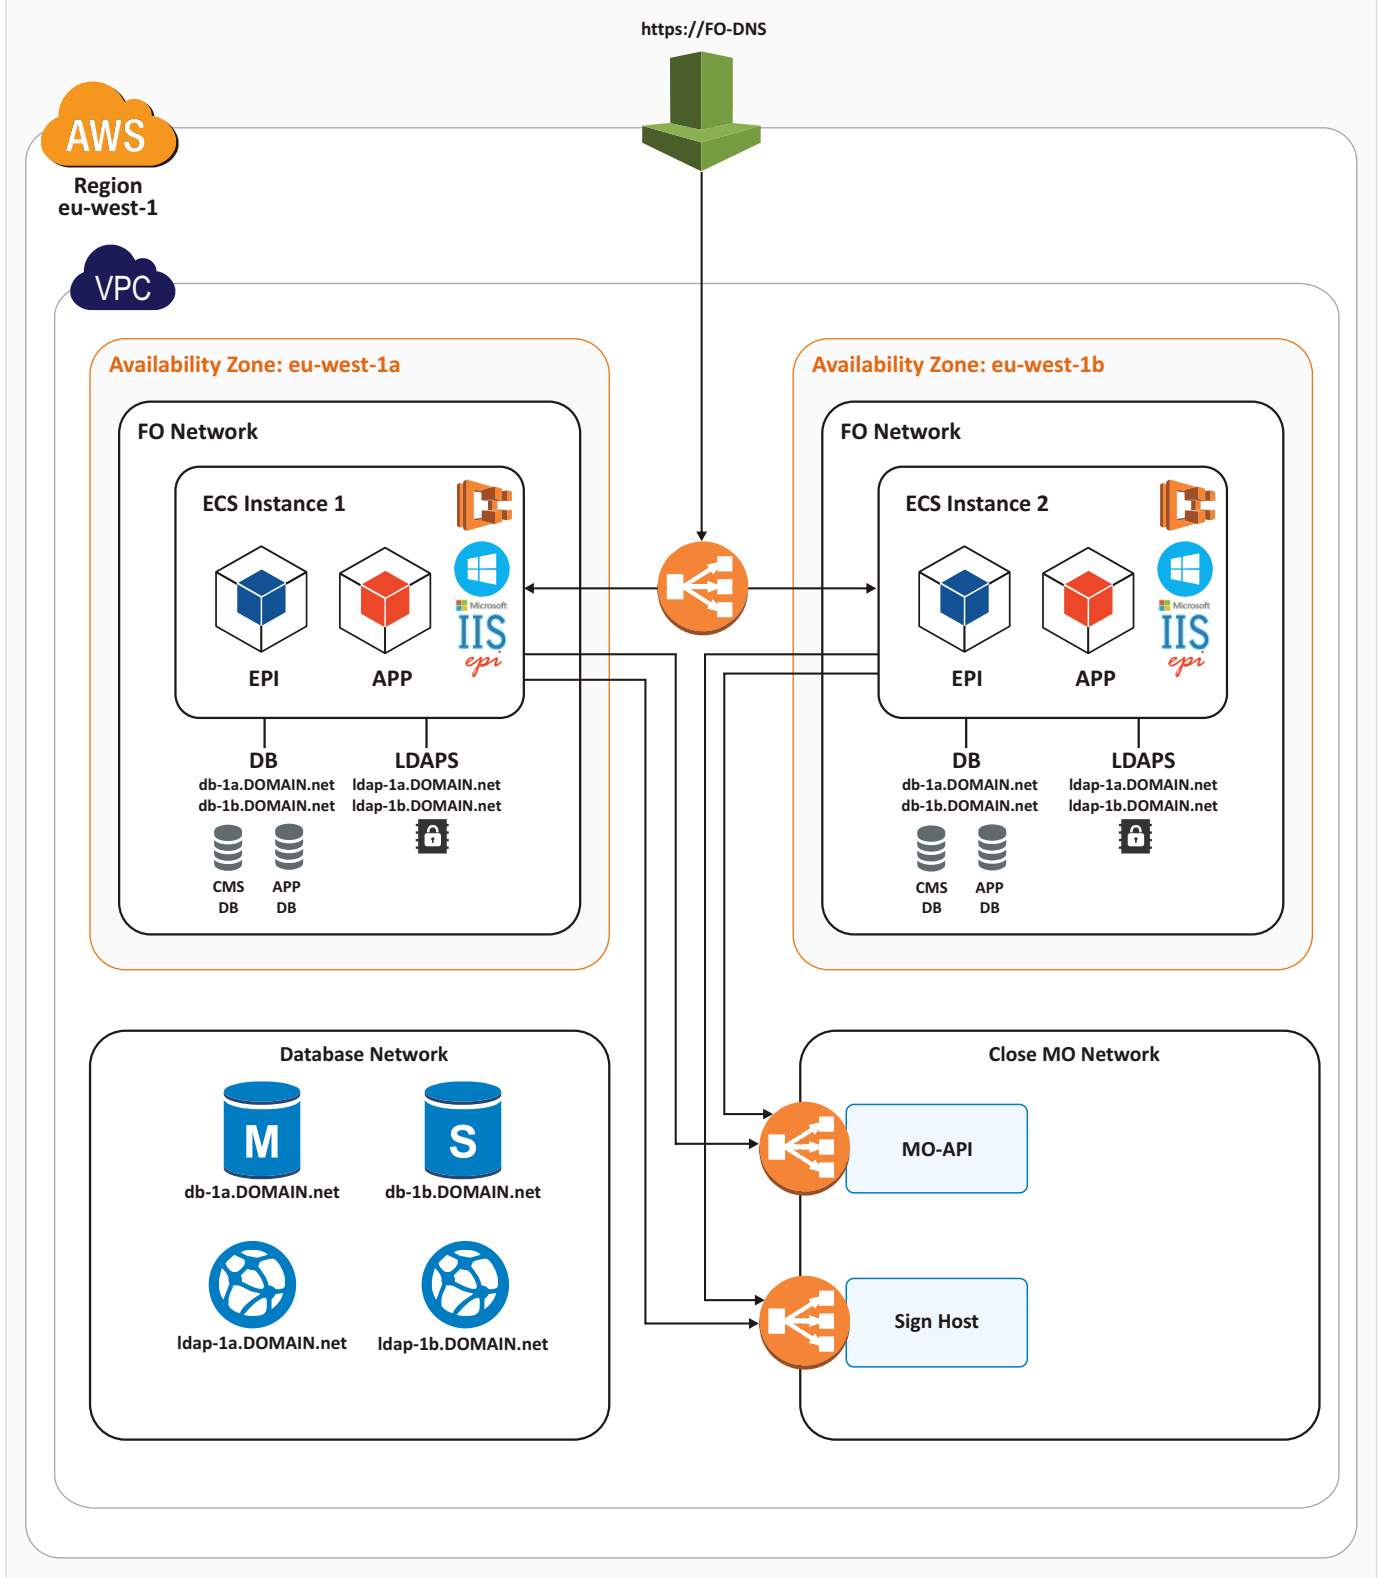 https://FO-DNS
AWS
Region
eu-west-1
VPC
Availability Zone: eu-west-1a
FO Network
ECS Instance 1
Microsoft
IIS
epi
EPI
APP
DB
db-1a.DOMAIN.net
db-1b.DOMAIN.net
LDAPS
ldap-1a.DOMAIN.net
ldap-1b.DOMAIN.net
CMS
DB
APP
DB
Availability Zone: eu-west-1b
FO Network
ECS Instance 2
Microsoft
IIS
epi
EPI
APP
DB
db-1a.DOMAIN.net
db-1b.DOMAIN.net
LDAPS
ldap-1a.DOMAIN.net
ldap-1b.DOMAIN.net
CMS
DB
APP
DB
Database Network
M
db-1a.DOMAIN.net
S
db-1b.DOMAIN.net
ldap-1a.DOMAIN.net
ldap-1b.DOMAIN.net
Close MO Network
MO-API
Sign Host